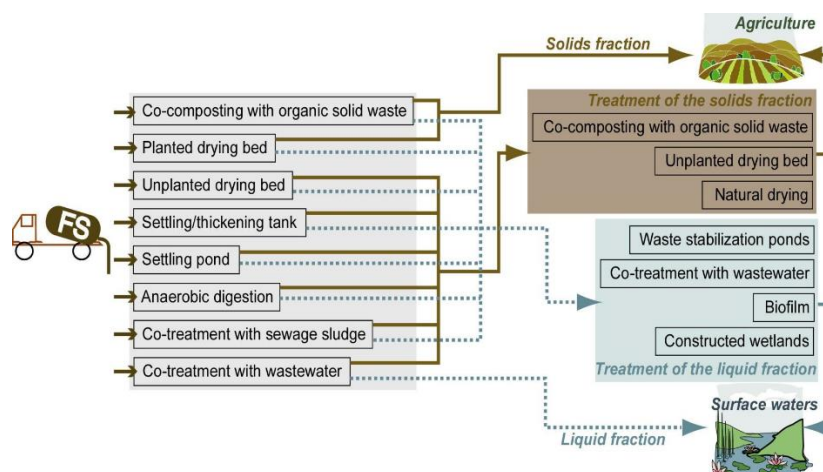 Agriculture
Solids fraction
Treatment of the solids fraction
Co-composting with organic solid waste
Co-composting with organic solid waste
Planted drying bed
Unplanted drying bed
Unplanted drying bed
Natural drying
Settling/thickening tank
FS
Waste stabilization ponds
Settling pond
Co-treatment with wastewater
Anaerobic digestion
Biofilm
Co-treatment with sewage sludge
Constructed wetlands
Co-treatment with wastewater
Treatment of the liquid fraction
Surface waters
Liquid fraction